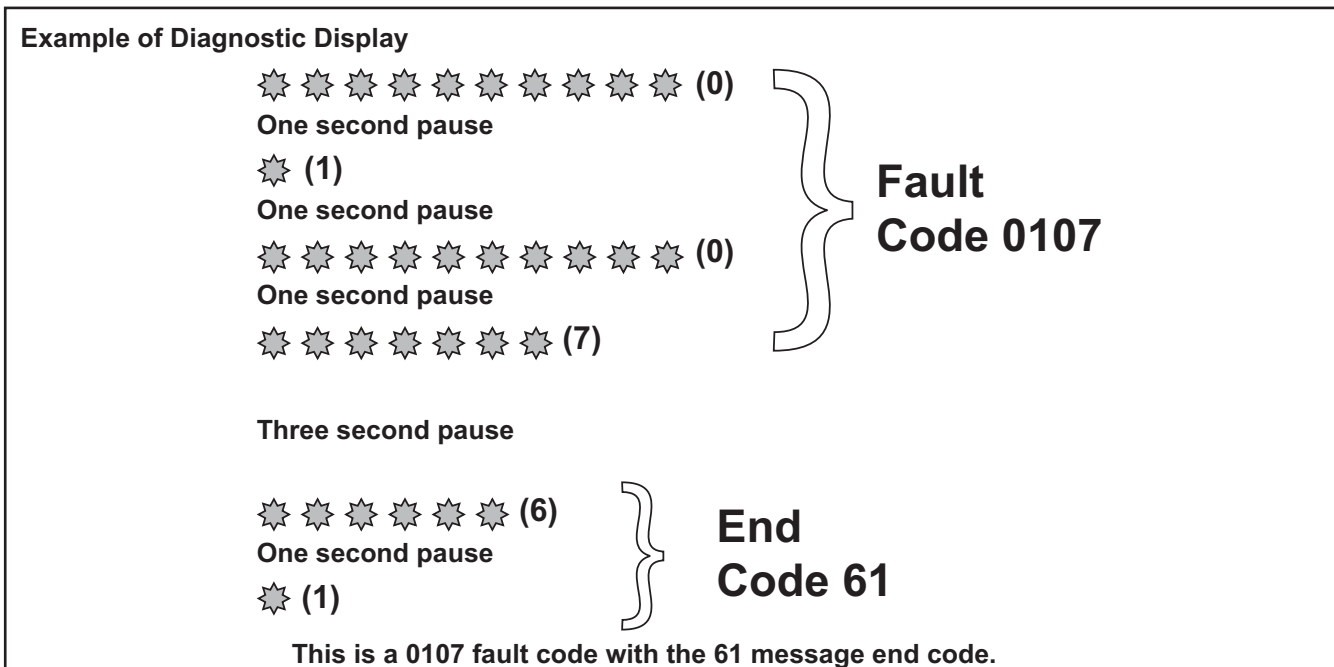 Example of Diagnostic Display
(0)
One second pause
(1)
One second pause
(0)
One second pause
(7)
Fault
Code 0107
Three second pause
(6)
One second pause
(1)
End
Code 61
This is a 0107 fault code with the 61 message end code.